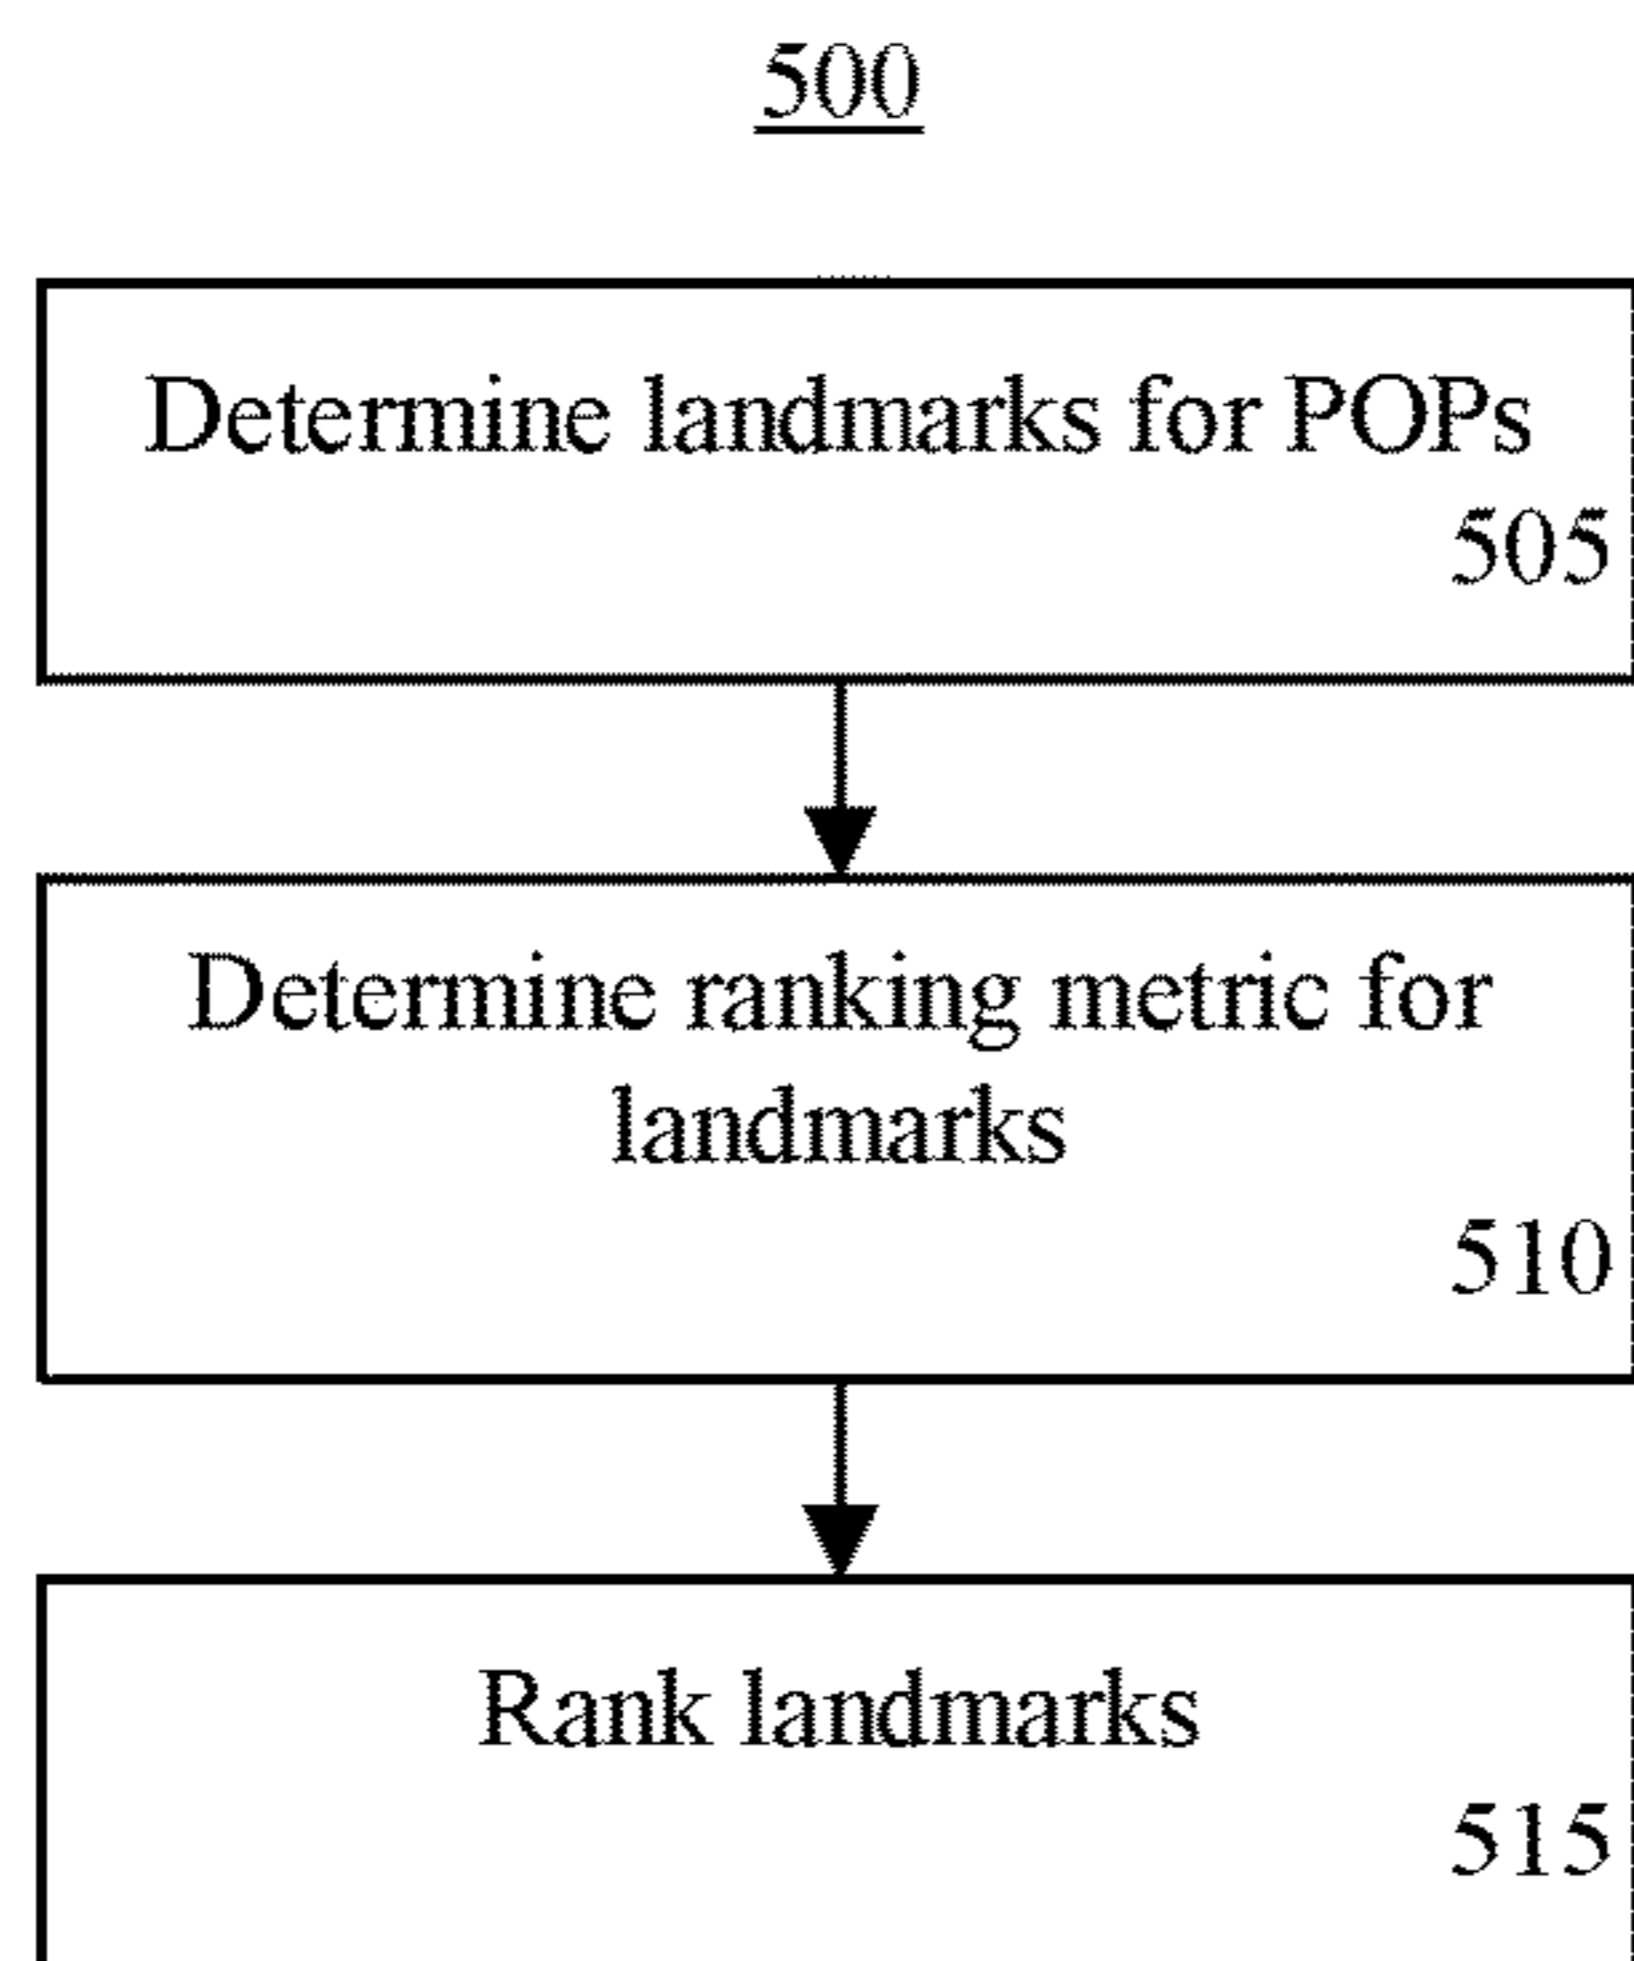 500
Determine landmarks for POPs
505
Determine ranking metric for
landmarks
510
Rank landmarks
515